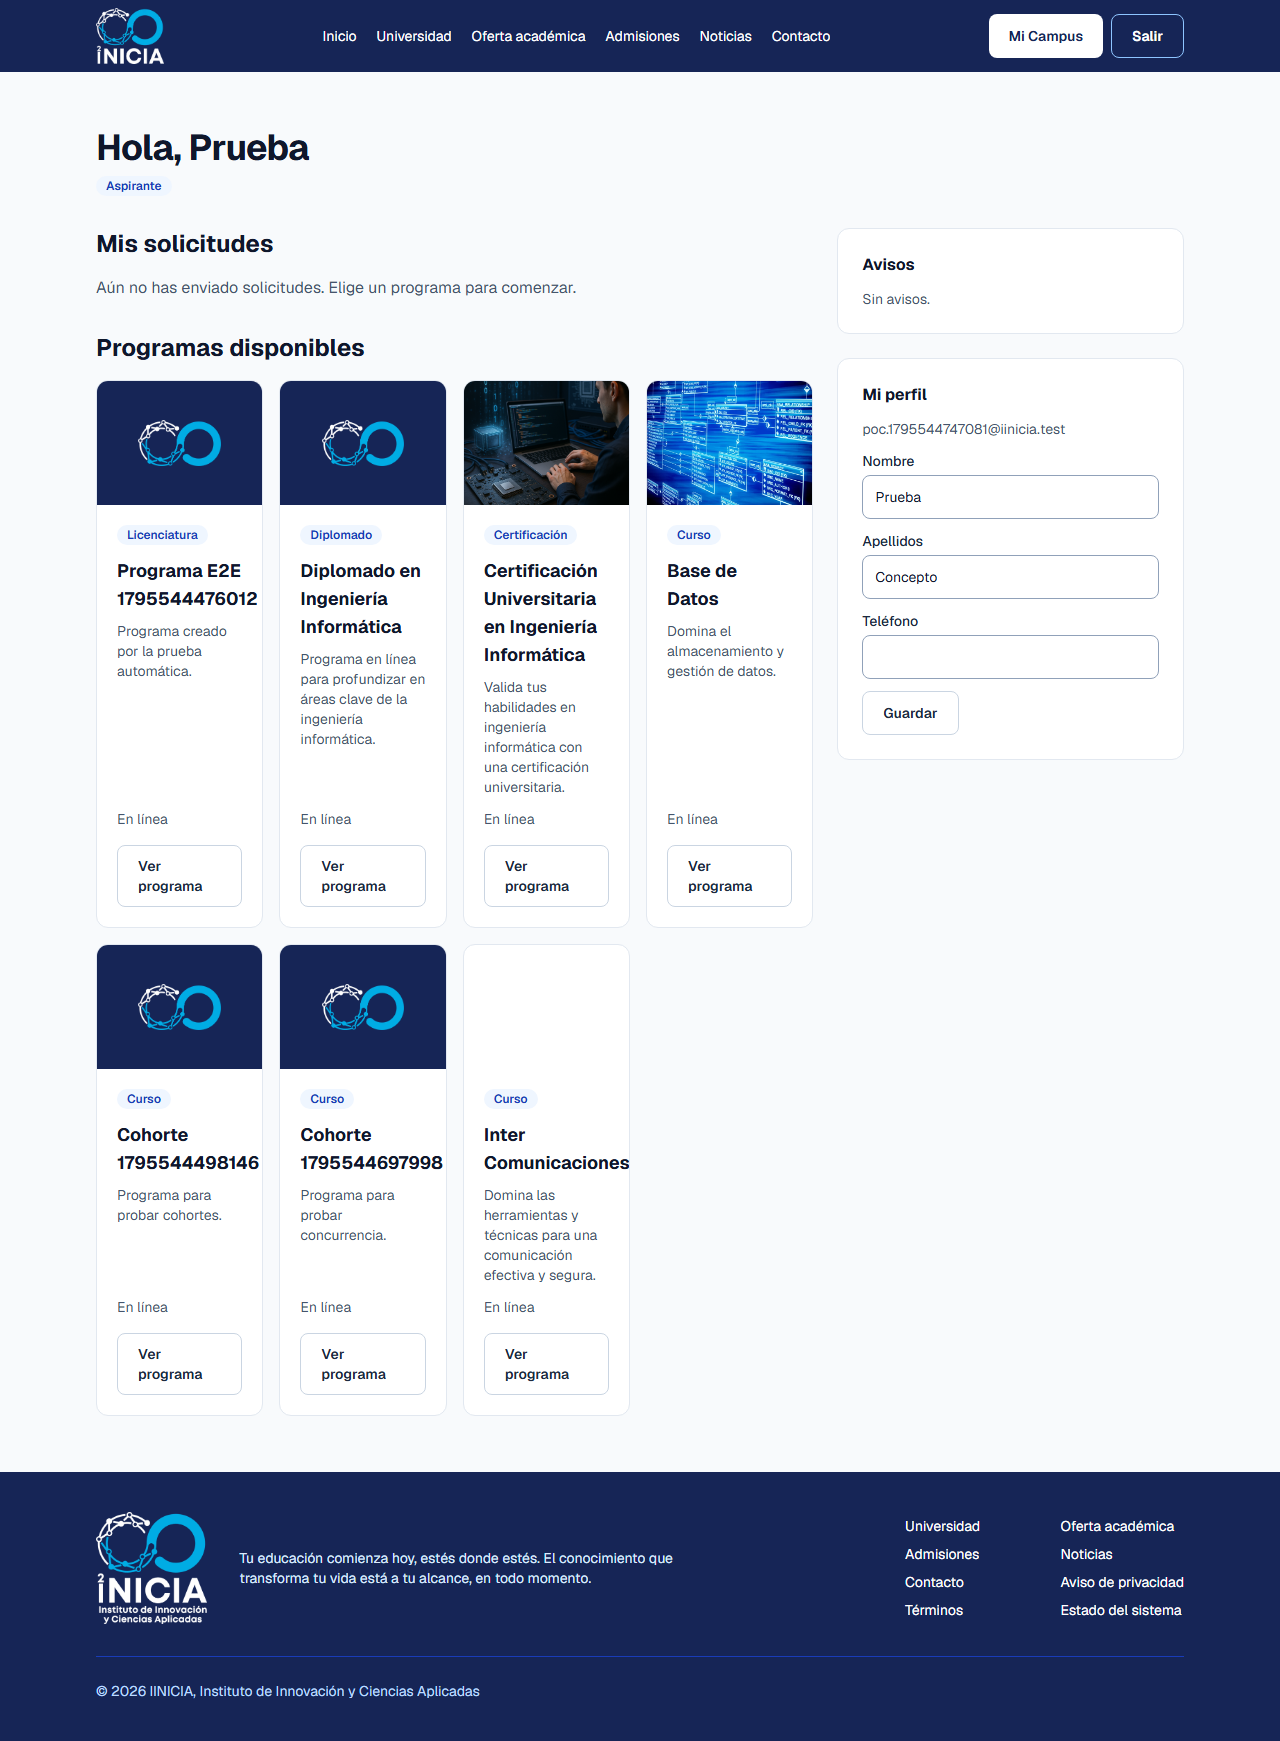 2
iNICIA
Inicio
Universidad
Oferta académica
Admisiones
Noticias
Contacto
Mi Campus
Salir
Hola, Prueba
Aspirante
Mis solicitudes
Aún no has enviado solicitudes. Elige un programa para comenzar.
Programas disponibles
Licenciatura
Programa E2E
1795544476012
Programa creado
por la prueba
automática.
En línea
Ver
programa
Diplomado
Diplomado en
Ingeniería
Informática
Programa en línea
para profundizar en
áreas clave de la
ingeniería
informática.
En línea
Ver
programa
Certificación
Certificación
Universitaria
en Ingeniería
Informática
Valida tus
habilidades en
ingeniería
informática con
una certificación
universitaria.
En línea
Ver
programa
Curso
Base de
Datos
Domina el
almacenamiento y
gestión de datos.
En línea
Ver
programa
Curso
Cohorte
1795544498146
Programa para
probar cohortes.
En línea
Ver
programa
Curso
Cohorte
1795544697998
Programa para
probar
concurrencia.
En línea
Ver
programa
Curso
Inter
Comunicaciones
Domina las
herramientas y
técnicas para una
comunicación
efectiva y segura.
En línea
Ver
programa
Avisos
Sin avisos.
Mi perfil
poc.1795544747081@iinicia.test
Nombre
Prueba
Apellidos
Concepto
Teléfono
Guardar
2
iNICIA
Instituto de Innovación
y Ciencias Aplicadas
Tu educación comienza hoy, estés donde estés. El conocimiento que
transforma tu vida está a tu alcance, en todo momento.
Universidad
Oferta académica
Admisiones
Noticias
Contacto
Aviso de privacidad
Términos
Estado del sistema
© 2026 IINICIA, Instituto de Innovación y Ciencias Aplicadas